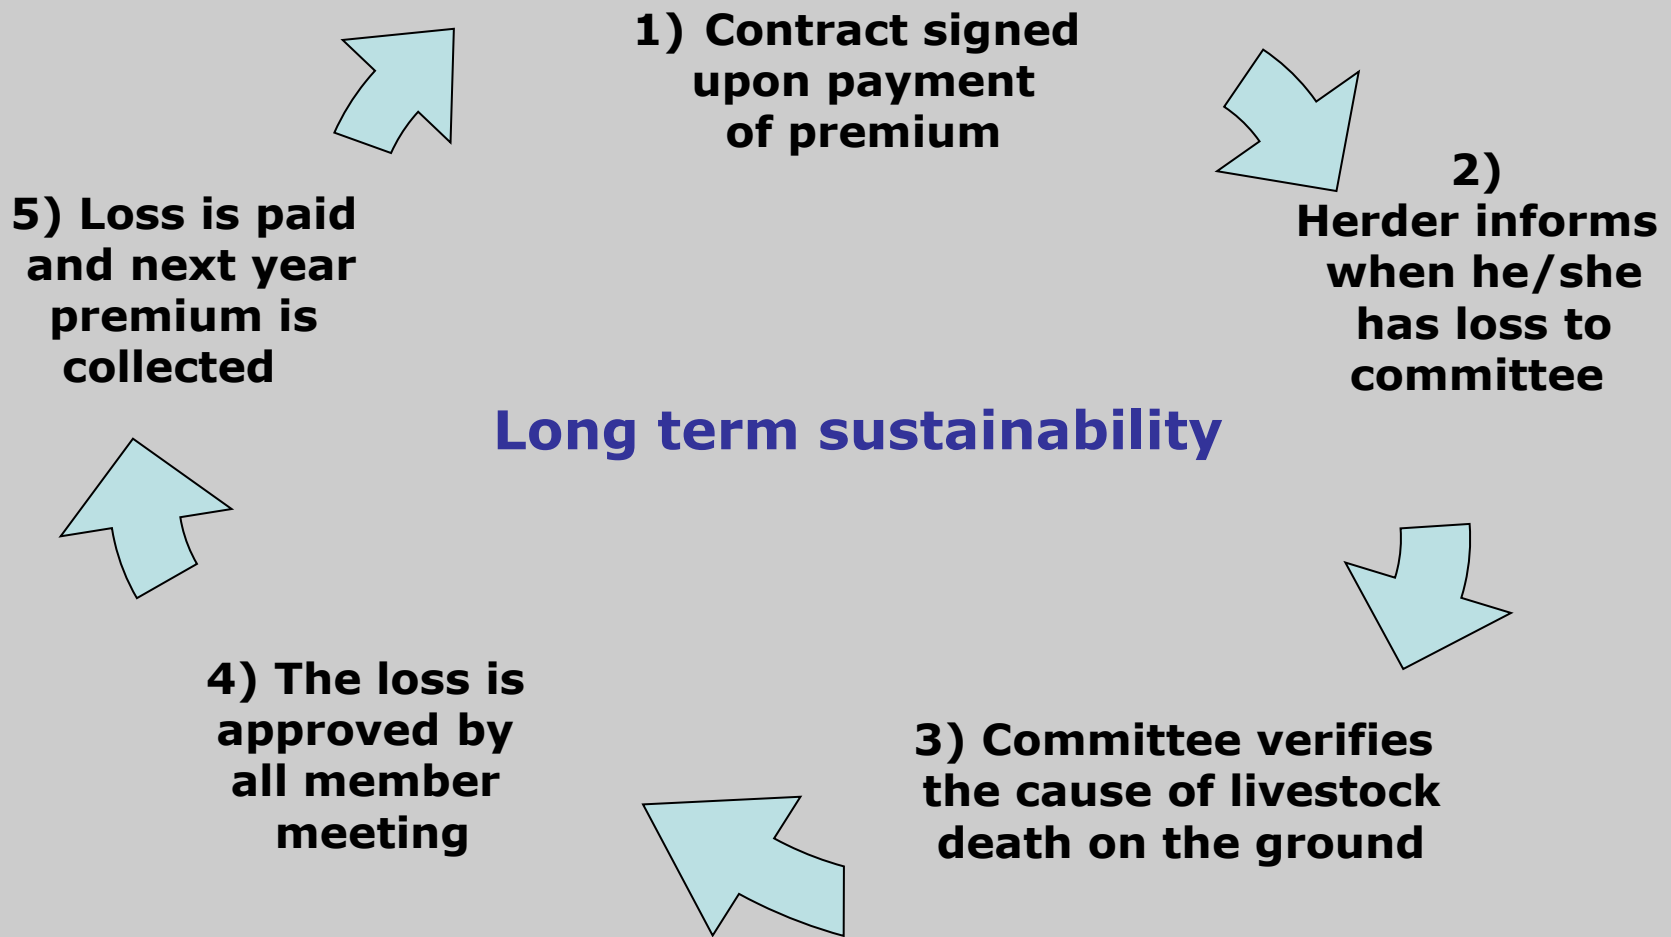 1) Contract signed
upon payment
of premium
2)
Herder informs
when he/she
has loss to
committee
3) Committee verifies
the cause of livestock
death on the ground
4) The loss is
approved by
all member
meeting
5) Loss is paid
and next year
premium is
collected
Long term sustainability